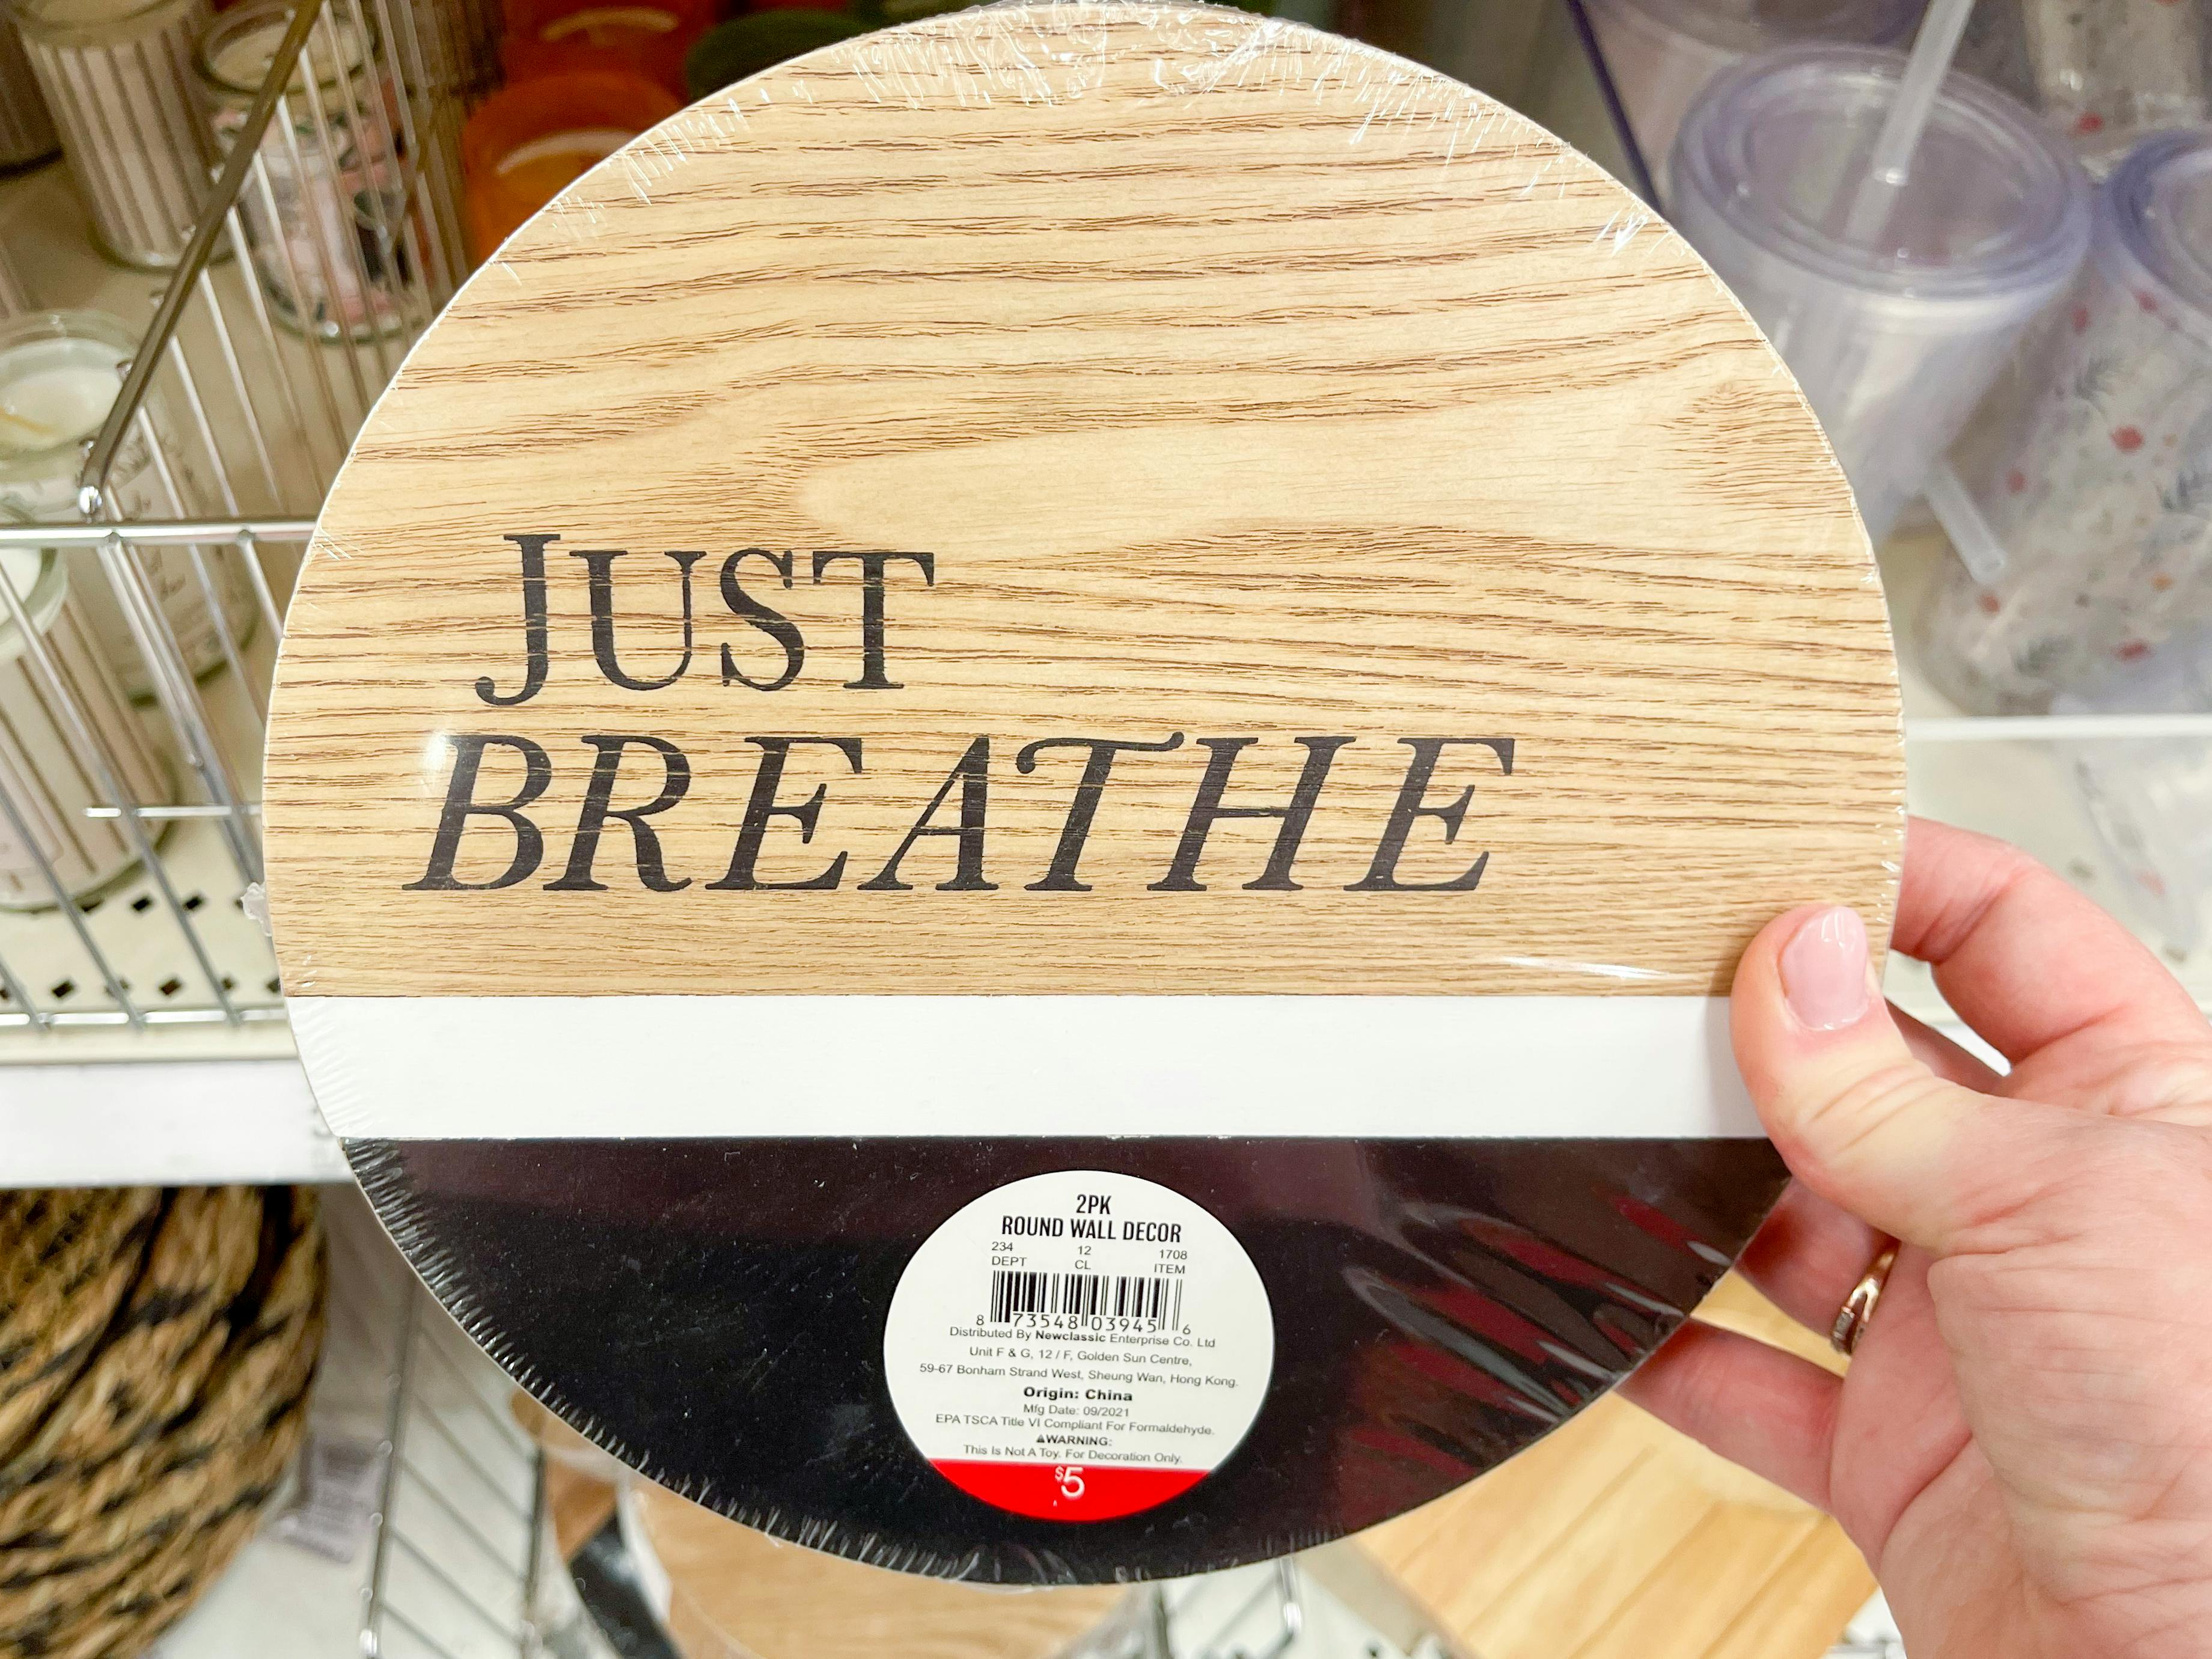 JUST
BREATHE
2PK
ROUND WALL DECOR
234 12 1708
DEPT CL ITEM
8 73548 03945 6
Distributed By Newclassic Enterprise Co. Ltd
Unit F & G, 12 / F, Golden Sun Centre,
59-67 Bonham Strand West, Sheung Wan, Hong Kong.
Origin: China
Mfg Date: 09/2021
EPA TSCA Title VI Compliant For Formaldehyde.
⚠WARNING:
This Is Not A Toy. For Decoration Only.
$5